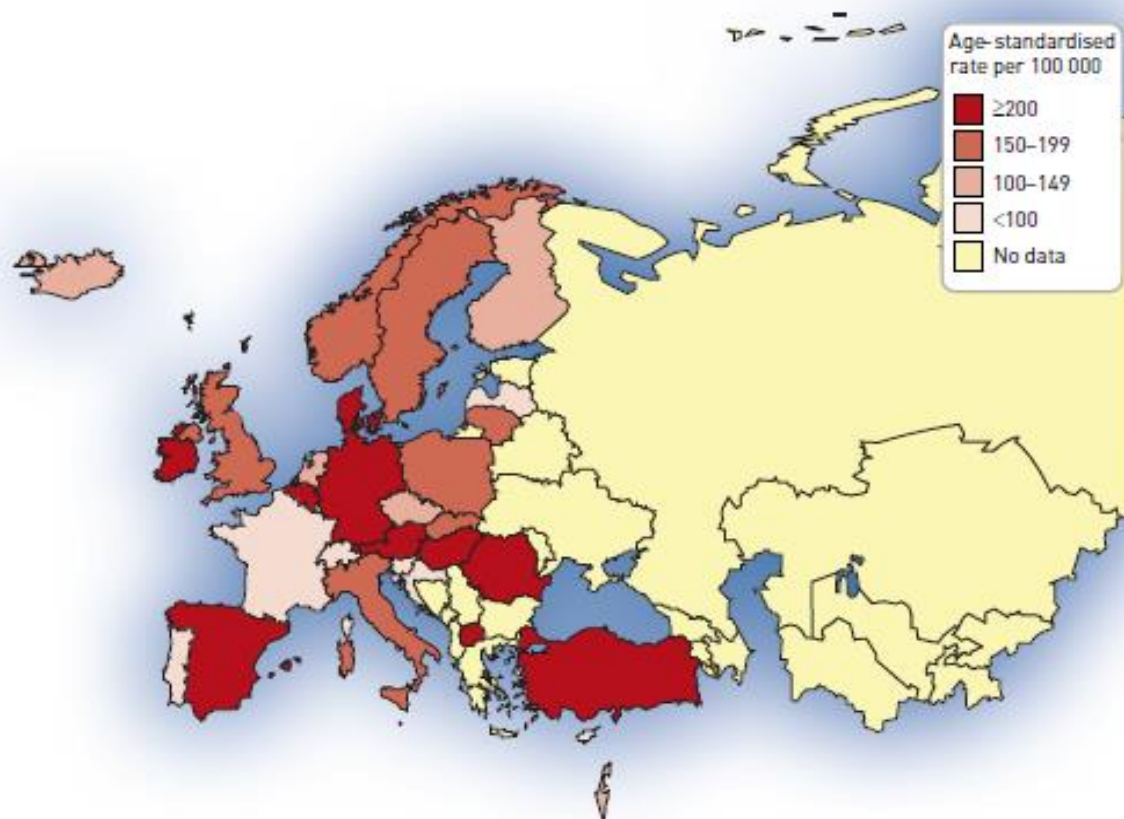 Age-standardised
rate per 100 000
≥200
150–199
100–149
<100
No data